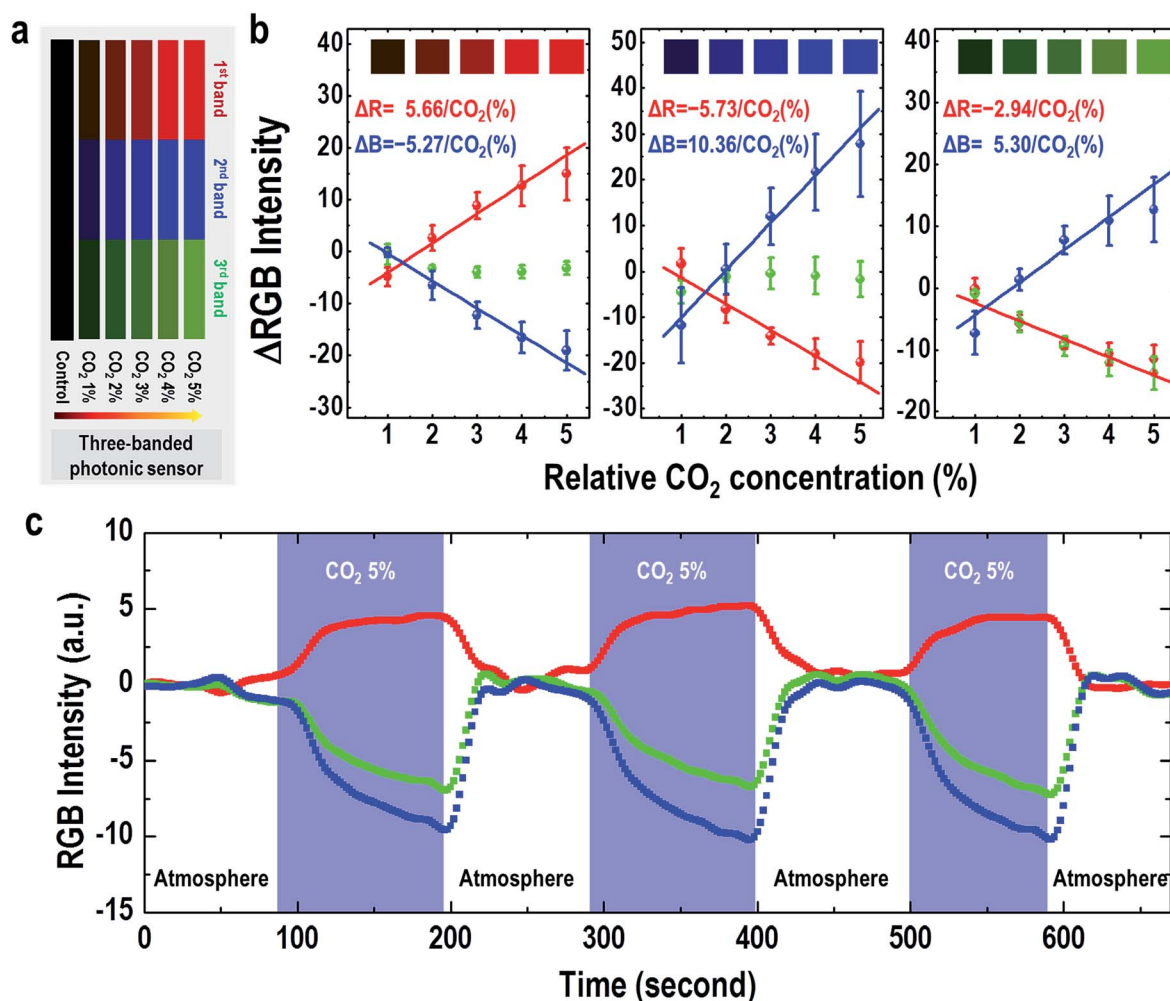 a
1st band
2nd band
3rd band
Control
CO2 1%
CO2 2%
CO2 3%
CO2 4%
CO2 5%
Three-banded
photonic sensor
b
ΔRGB Intensity
40
30
20
10
0
-10
-20
-30
ΔR= 5.66/CO2(%)
ΔB=−5.27/CO2(%)
1 2 3 4 5
50
40
30
20
10
0
-10
-20
-30
ΔR=−5.73/CO2(%)
ΔB=10.36/CO2(%)
1 2 3 4 5
40
30
20
10
0
-10
-20
ΔR=−2.94/CO2(%)
ΔB= 5.30/CO2(%)
1 2 3 4 5
Relative CO2 concentration (%)
c
RGB Intensity (a.u.)
10
5
0
-5
-10
-15
CO2 5% CO2 5% CO2 5%
Atmosphere Atmosphere Atmosphere Atmosphere
0 100 200 300 400 500 600
Time (second)